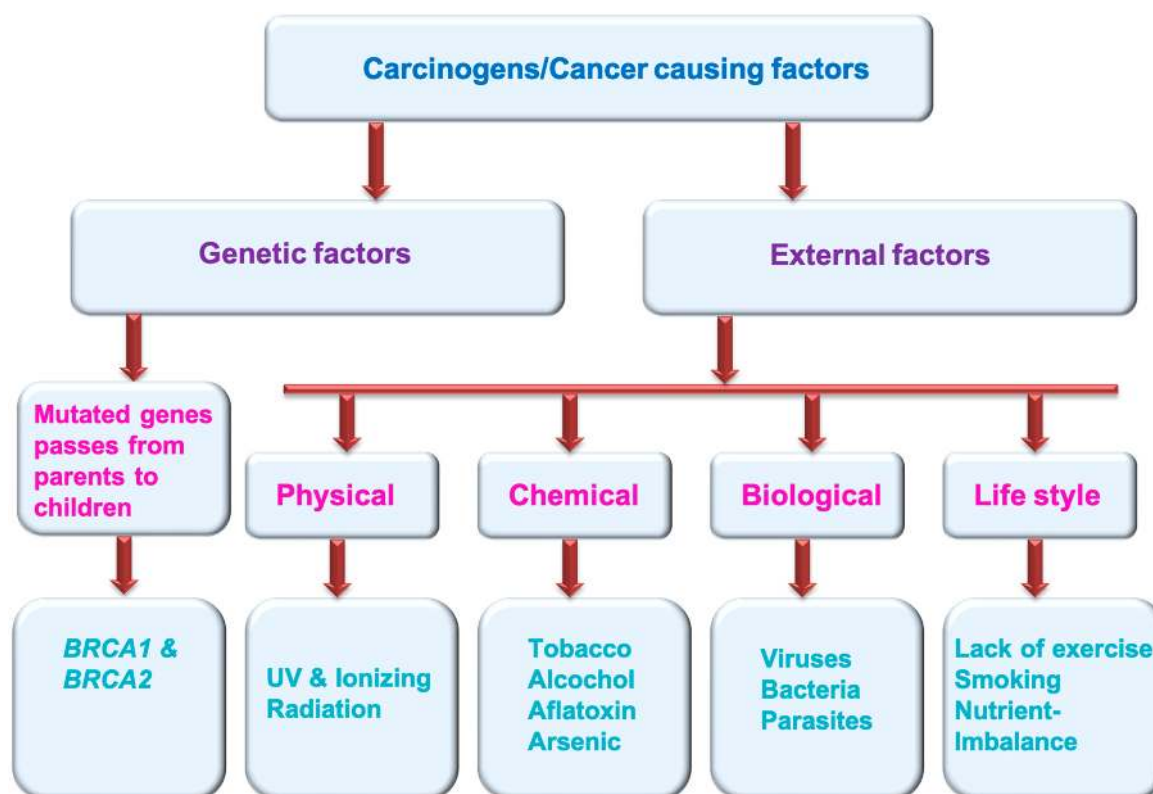 Carcinogens/Cancer causing factors
Genetic factors
External factors
Mutated genes
passes from
parents to
children
Physical
Chemical
Biological
Life style
BRCA1 &
BRCA2
UV & Ionizing
Radiation
Tobacco
Alcochol
Aflatoxin
Arsenic
Viruses
Bacteria
Parasites
Lack of exercise
Smoking
Nutrient-
Imbalance